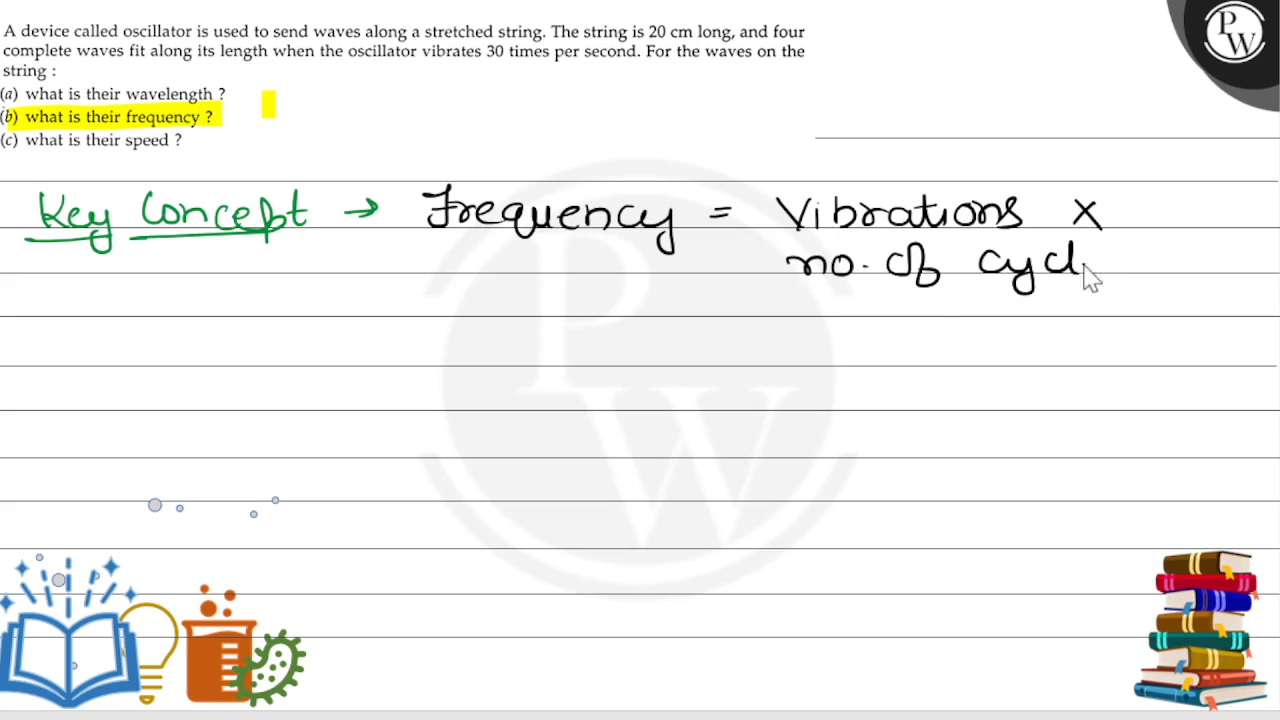 A device called oscillator is used to send waves along a stretched string. The string is 20 cm long, and four
complete waves fit along its length when the oscillator vibrates 30 times per second. For the waves on the
string :
(a) what is their wavelength ?
(b) what is their frequency ?
(c) what is their speed ?
Key Concept → Frequency = Vibrations ×
no. of cycl
P
W
P
W